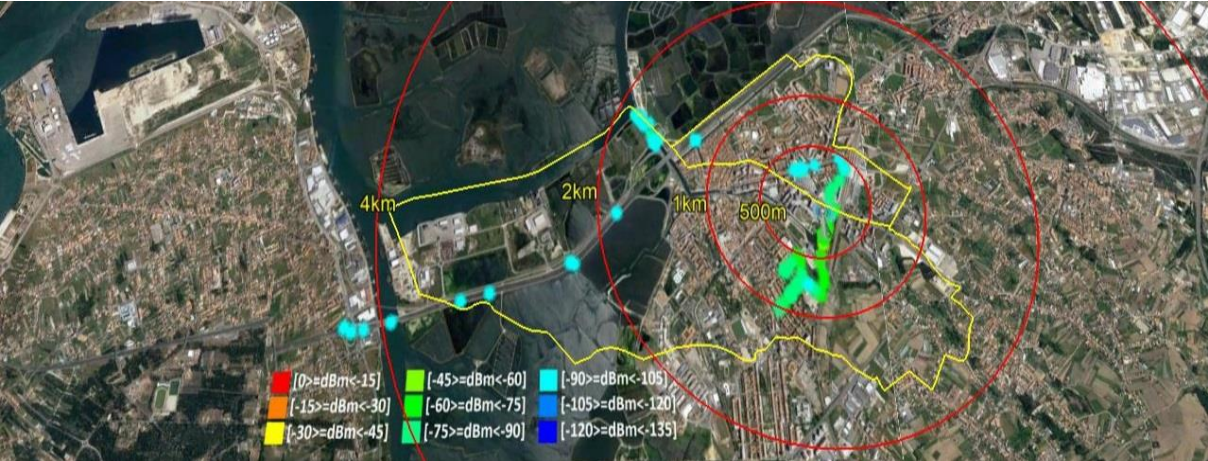 4km
2km
1km
500m
[0>=dBm<-15]
[-45>=dBm<-60]
[-90>=dBm<-105]
[-15>=dBm<-30]
[-60>=dBm<-75]
[-105>=dBm<-120]
[-30>=dBm<-45]
[-75>=dBm<-90]
[-120>=dBm<-135]